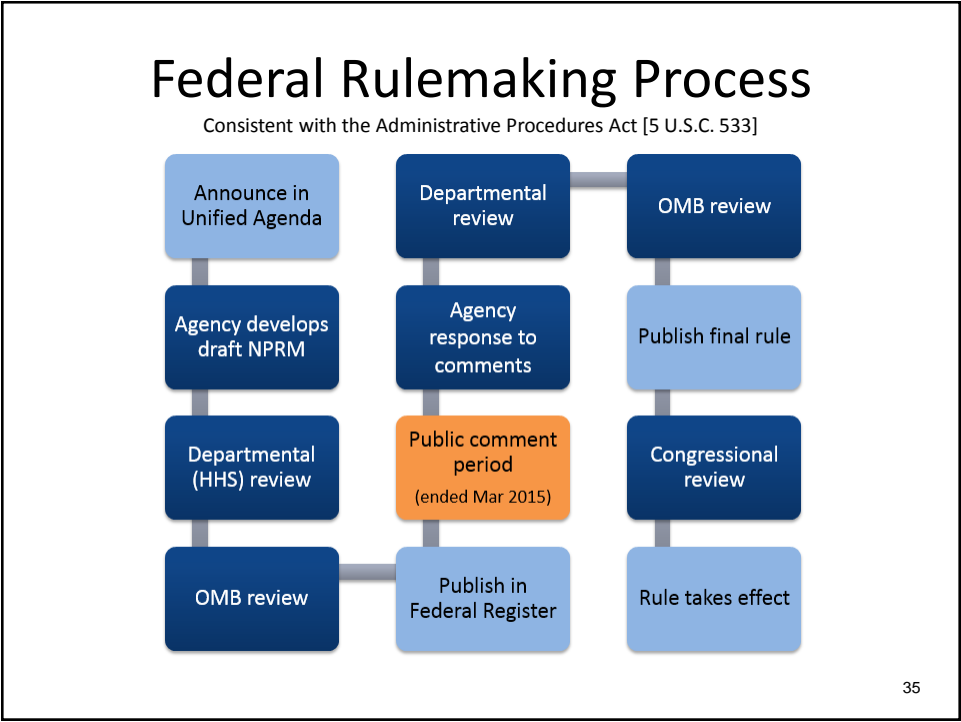 Federal Rulemaking Process
Consistent with the Administrative Procedures Act [5 U.S.C. 533]
Announce in
Unified Agenda
Agency develops
draft NPRM
Departmental
(HHS) review
OMB review
Publish in
Federal Register
Public comment
period
(ended Mar 2015)
Agency
response to
comments
Departmental
review
OMB review
Publish final rule
Congressional
review
Rule takes effect
35